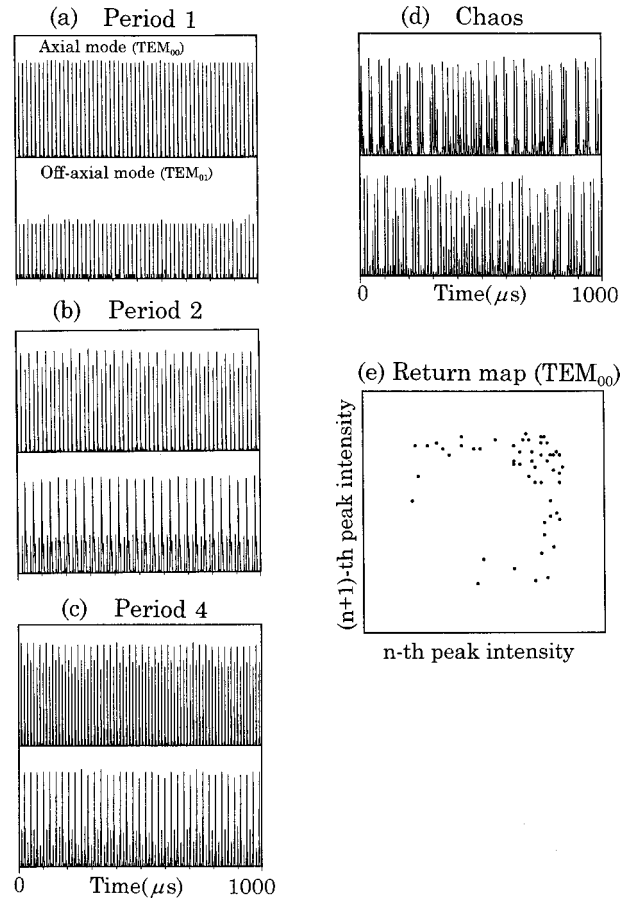 (a) Period 1
Axial mode (TEM₀₀)
Off-axial mode (TEM₀₁)
(b) Period 2
(c) Period 4
0 Time(μs) 1000
(d) Chaos
0 Time(μs) 1000
(e) Return map (TEM₀₀)
(n+1)-th peak intensity
n-th peak intensity